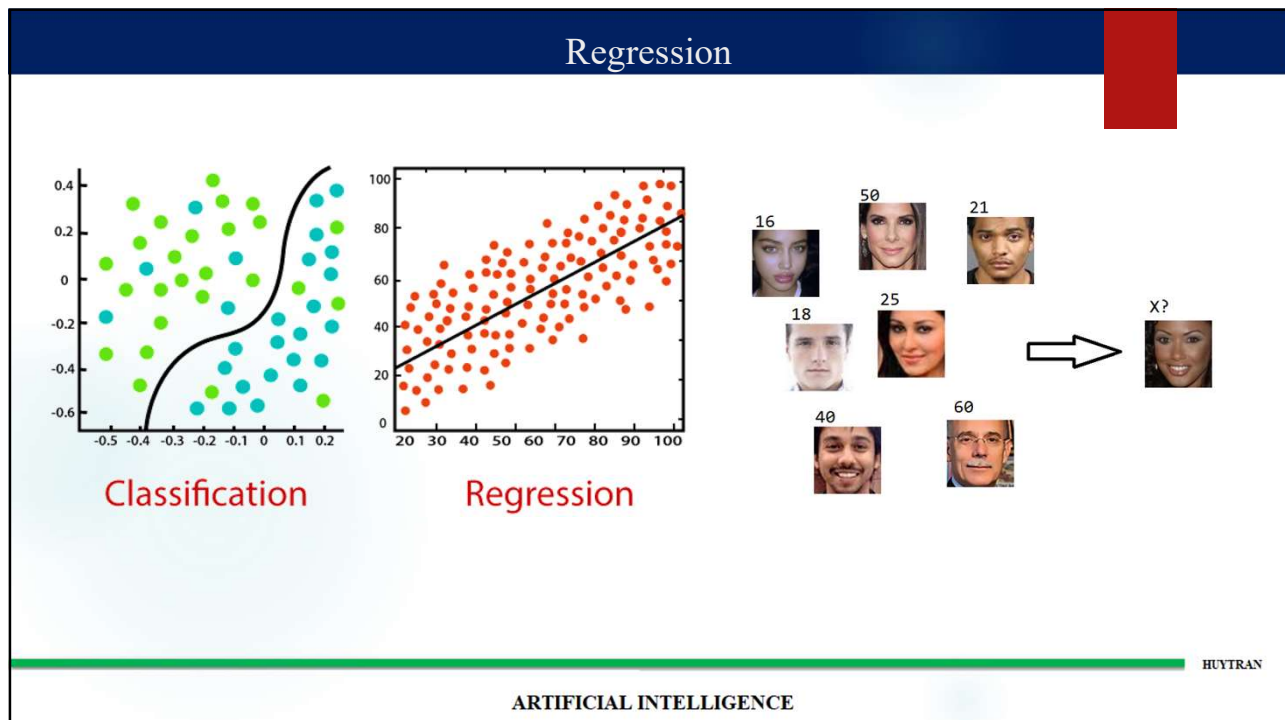 Regression
0.4
0.2
0
-0.2
-0.4
-0.6
-0.5 -0.4 -0.3 -0.2 -0.1 0 0.1 0.2
Classification
100
80
60
40
20
0
20 30 40 50 60 70 80 90 100
Regression
16
50
21
18
25
40
60
X?
HUYTRAN
ARTIFICIAL INTELLIGENCE